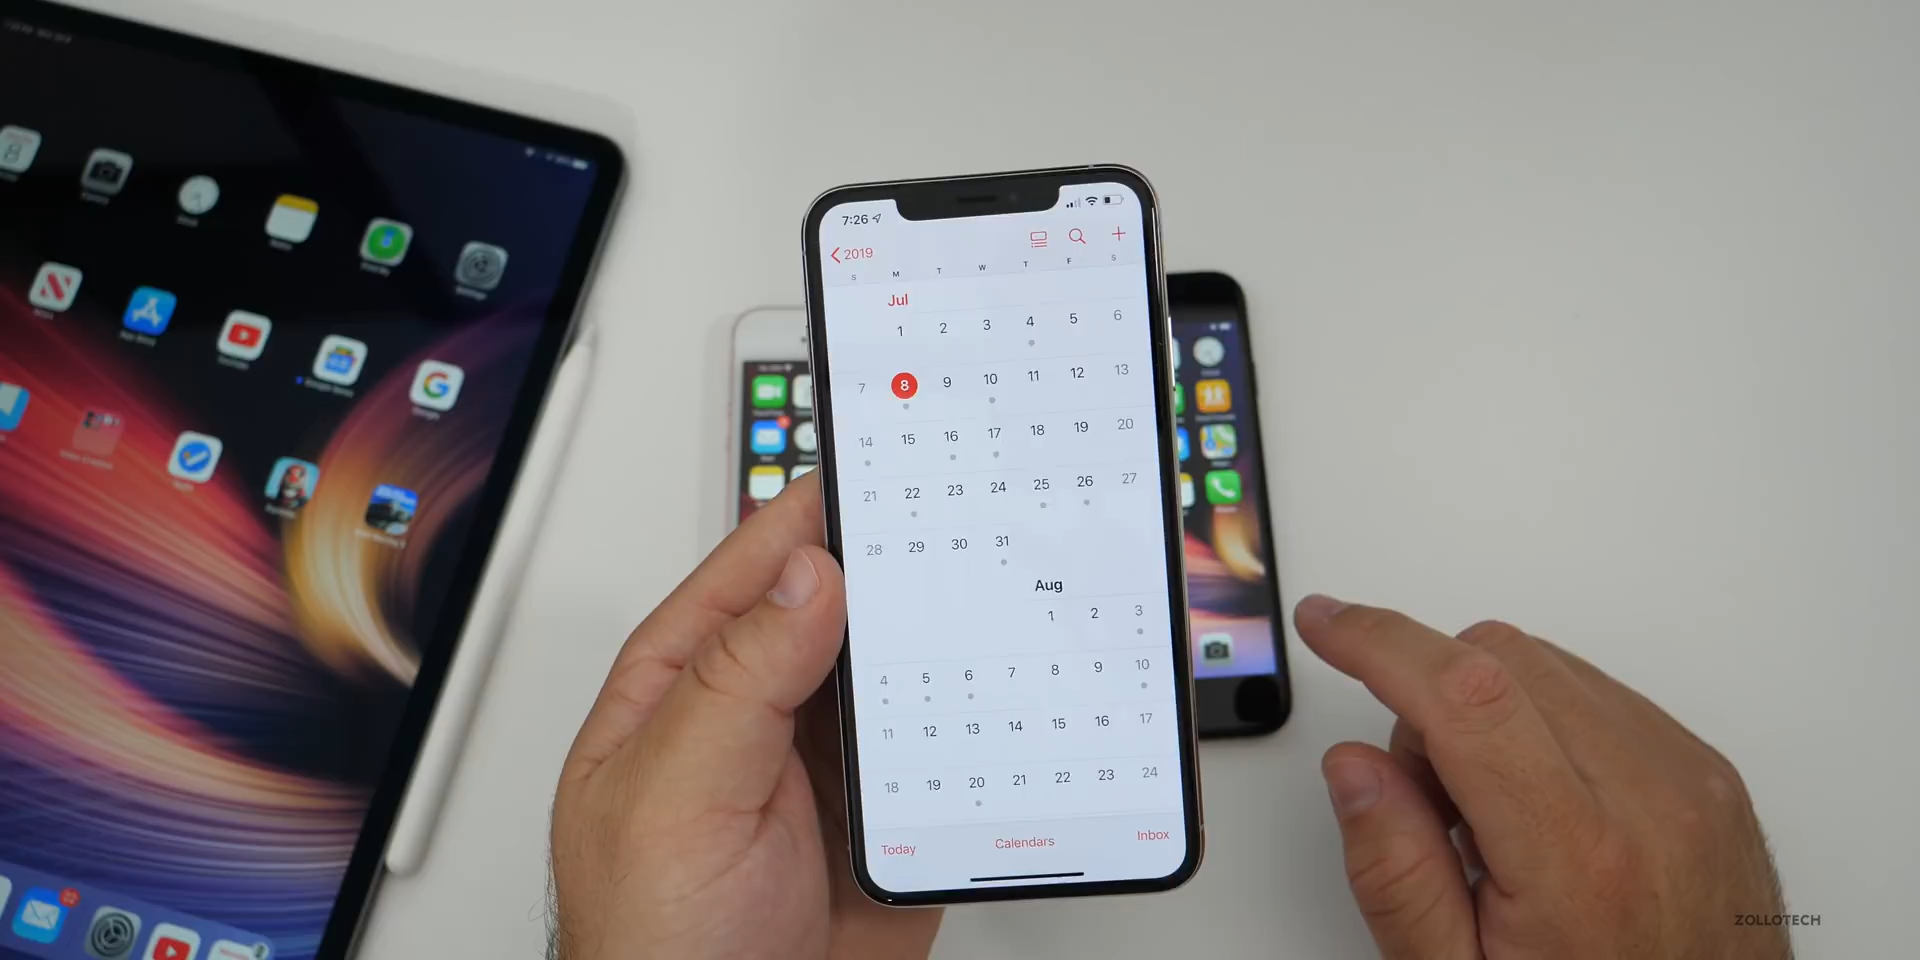 7:26
2019
S M T W T F S
Jul
1 2 3 4 5 6
7 8 9 10 11 12 13
14 15 16 17 18 19 20
21 22 23 24 25 26 27
28 29 30 31
Aug
1 2 3
4 5 6 7 8 9 10
11 12 13 14 15 16 17
18 19 20 21 22 23 24
Today Calendars Inbox
ZOLLOTECH